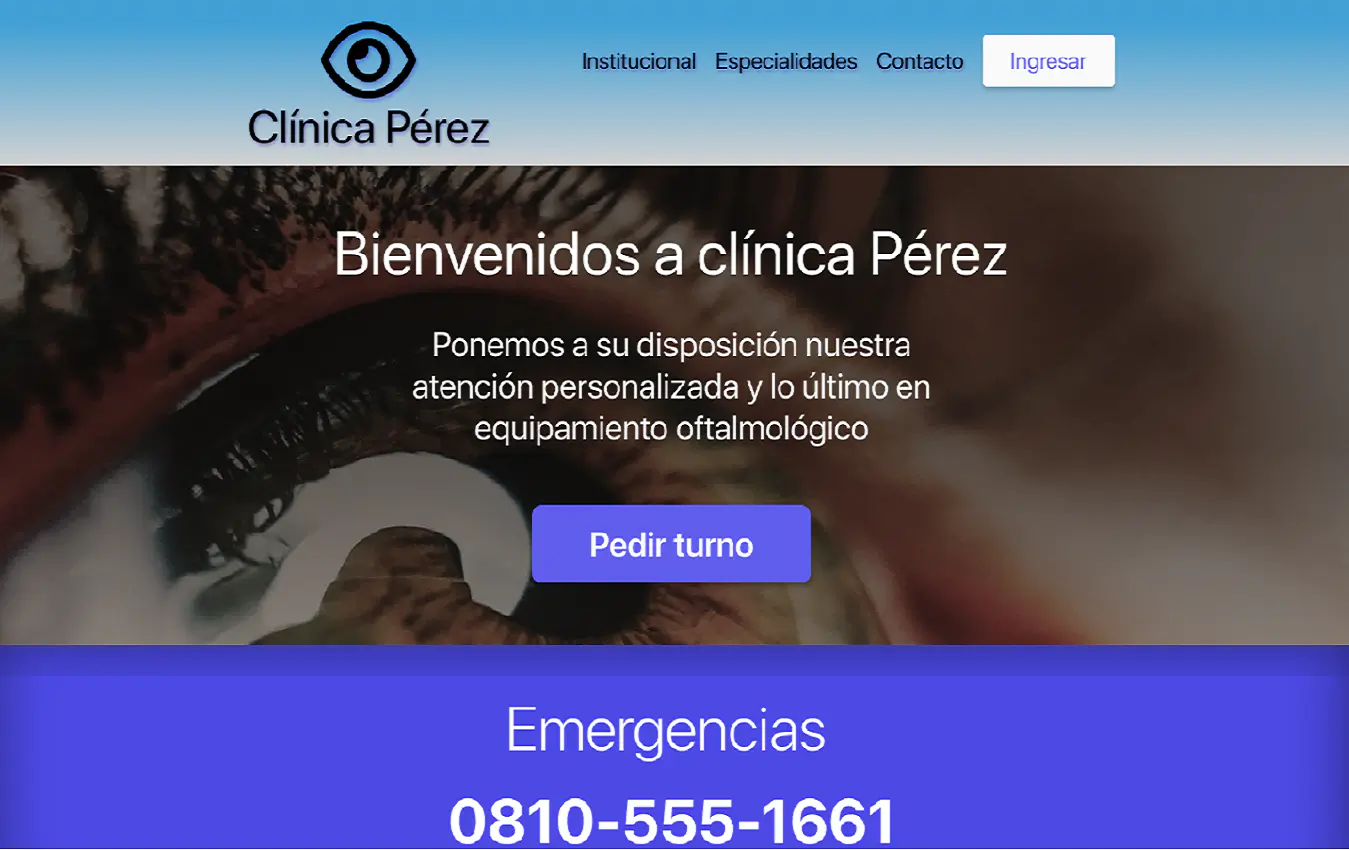 Clínica Pérez
Institucional Especialidades Contacto Ingresar
Bienvenidos a clínica Pérez
Ponemos a su disposición nuestra
atención personalizada y lo último en
equipamiento oftalmológico
Pedir turno
Emergencias
0810-555-1661